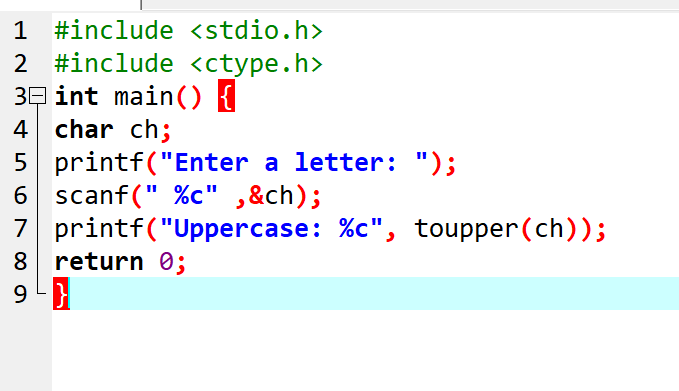 1 #include <stdio.h>
2 #include <ctype.h>
3 int main() {
4 char ch;
5 printf("Enter a letter: ");
6 scanf(" %c" ,&ch);
7 printf("Uppercase: %c", toupper(ch));
8 return 0;
9 }